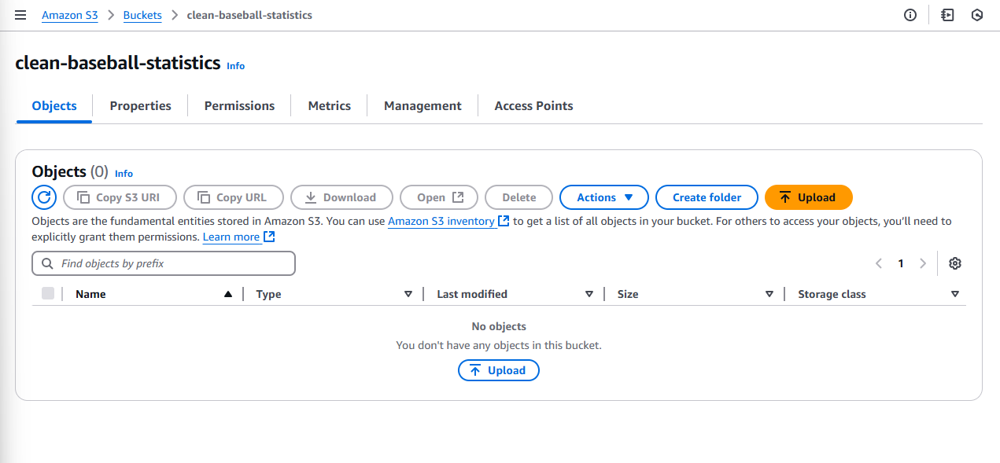 Amazon S3 > Buckets > clean-baseball-statistics
clean-baseball-statistics Info
Objects Properties Permissions Metrics Management Access Points
Objects (0) Info
Copy S3 URI Copy URL Download Open Delete Actions Create folder Upload
Objects are the fundamental entities stored in Amazon S3. You can use Amazon S3 inventory to get a list of all objects in your bucket. For others to access your objects, you’ll need to
explicitly grant them permissions. Learn more
Find objects by prefix
1
Name Type Last modified Size Storage class
No objects
You don't have any objects in this bucket.
Upload